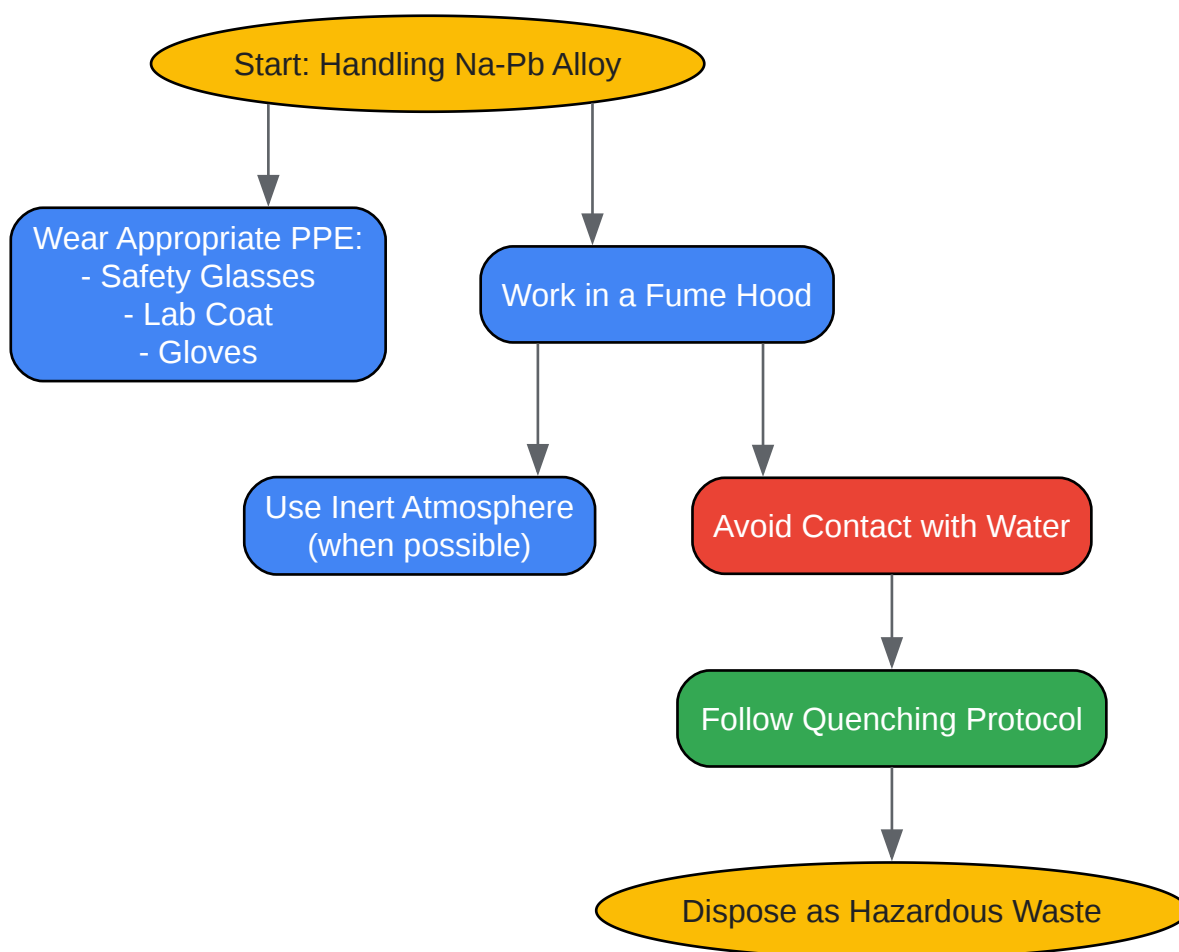 Start: Handling Na-Pb Alloy
Wear Appropriate PPE:
- Safety Glasses
- Lab Coat
- Gloves
Work in a Fume Hood
Use Inert Atmosphere
(when possible)
Avoid Contact with Water
Follow Quenching Protocol
Dispose as Hazardous Waste